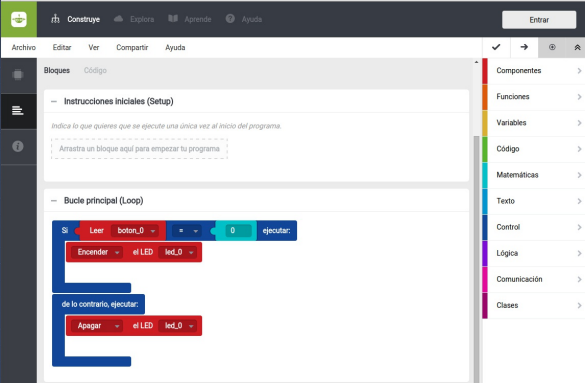 Construye Explora Aprende Ayuda Entrar
Archivo Editar Ver Compartir Ayuda
Bloques Código
Instrucciones iniciales (Setup)
Indica lo que quieres que se ejecute una única vez al inicio del programa.
Arrastra un bloque aquí para empezar tu programa
Bucle principal (Loop)
Si Leer boton_0 = 0 ejecutar:
Encender el LED led_0
de lo contrario, ejecutar:
Apagar el LED led_0
Componentes
Funciones
Variables
Código
Matemáticas
Texto
Control
Lógica
Comunicación
Clases